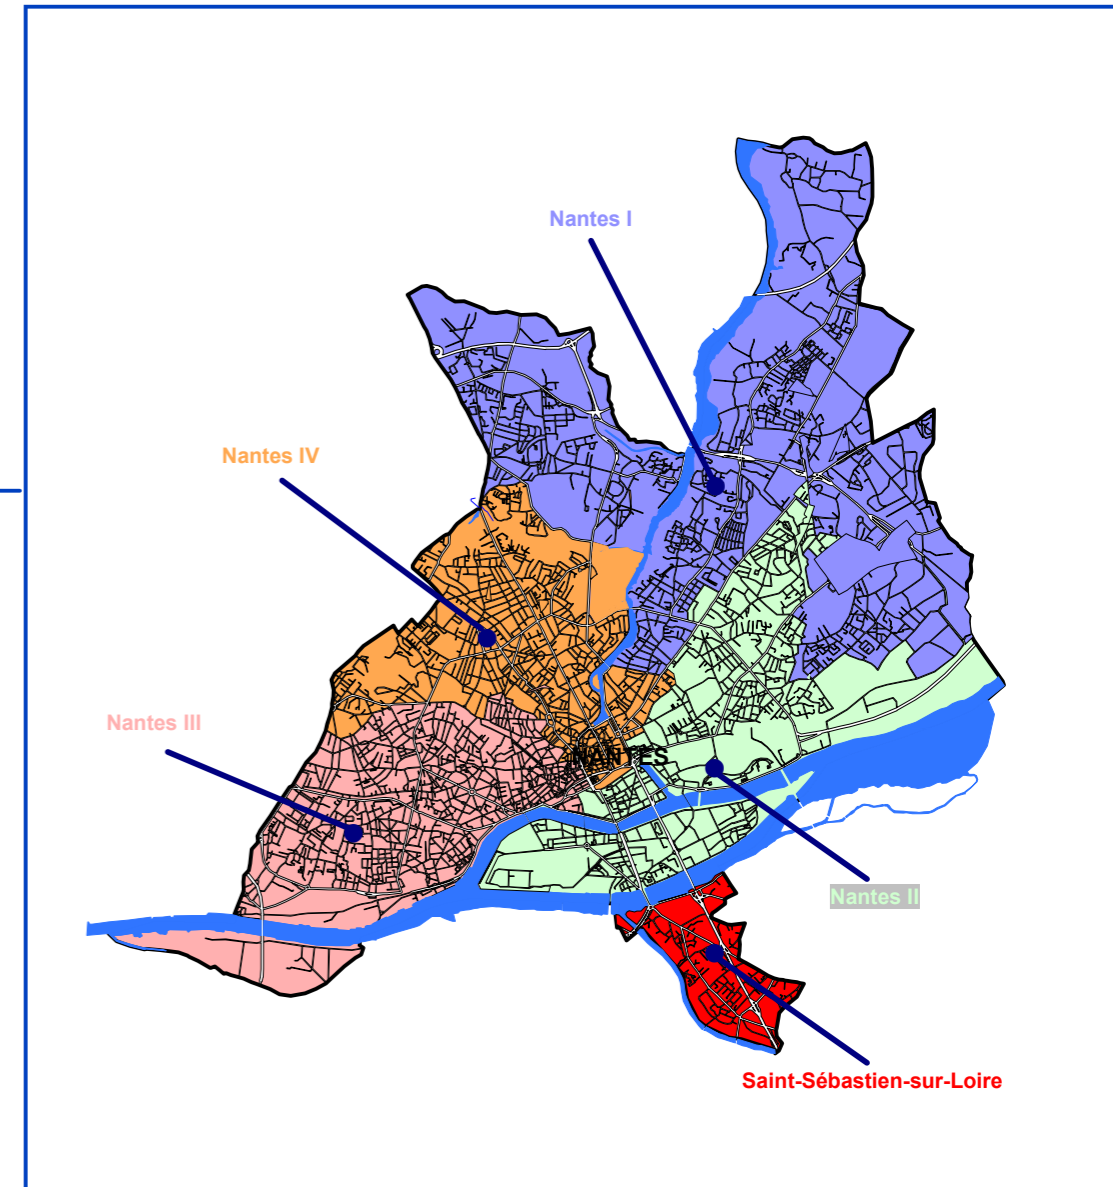 Nantes I
Nantes IV
Nantes III
NANTES
Nantes II
Saint-Sébastien-sur-Loire